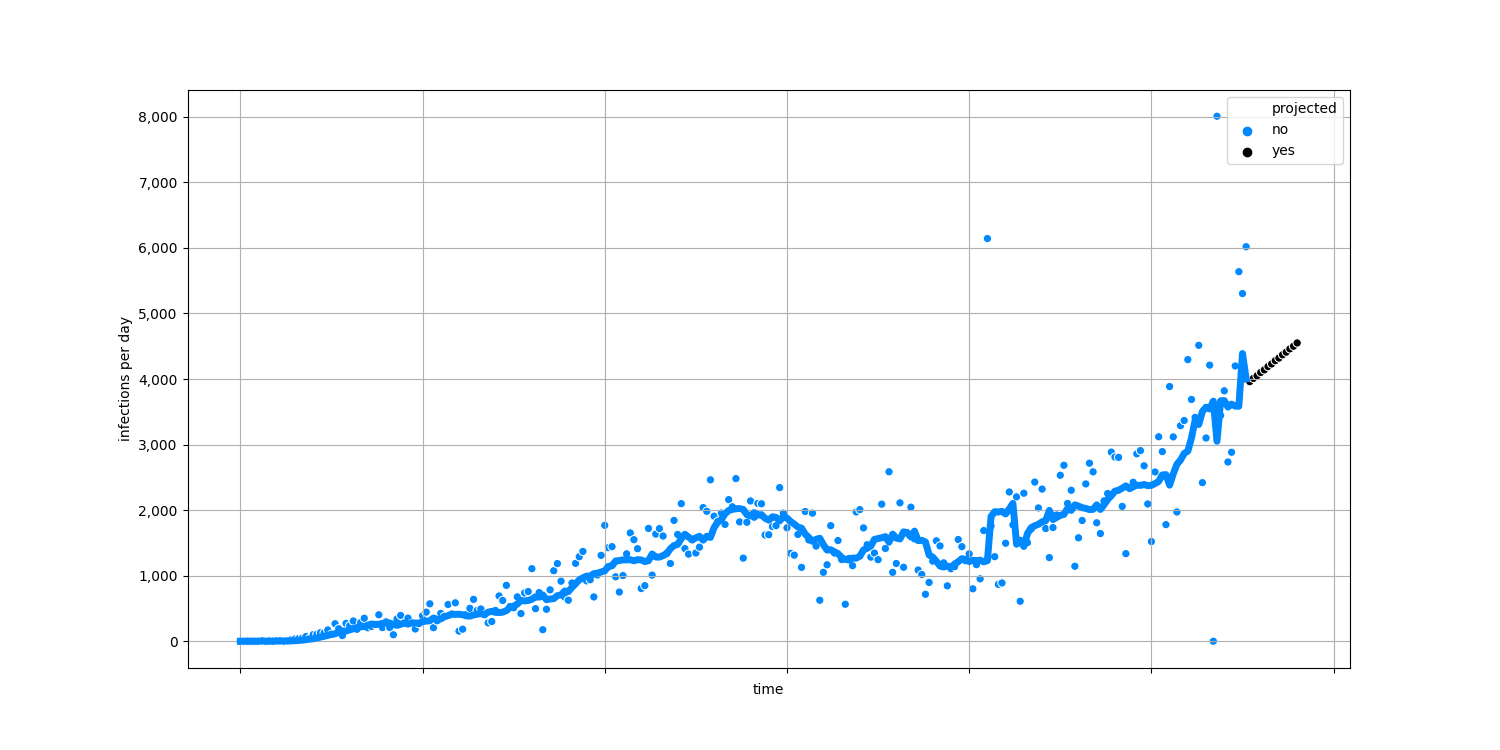 projected
no
yes
8,000
7,000
6,000
5,000
4,000
3,000
2,000
1,000
0
infections per day
time